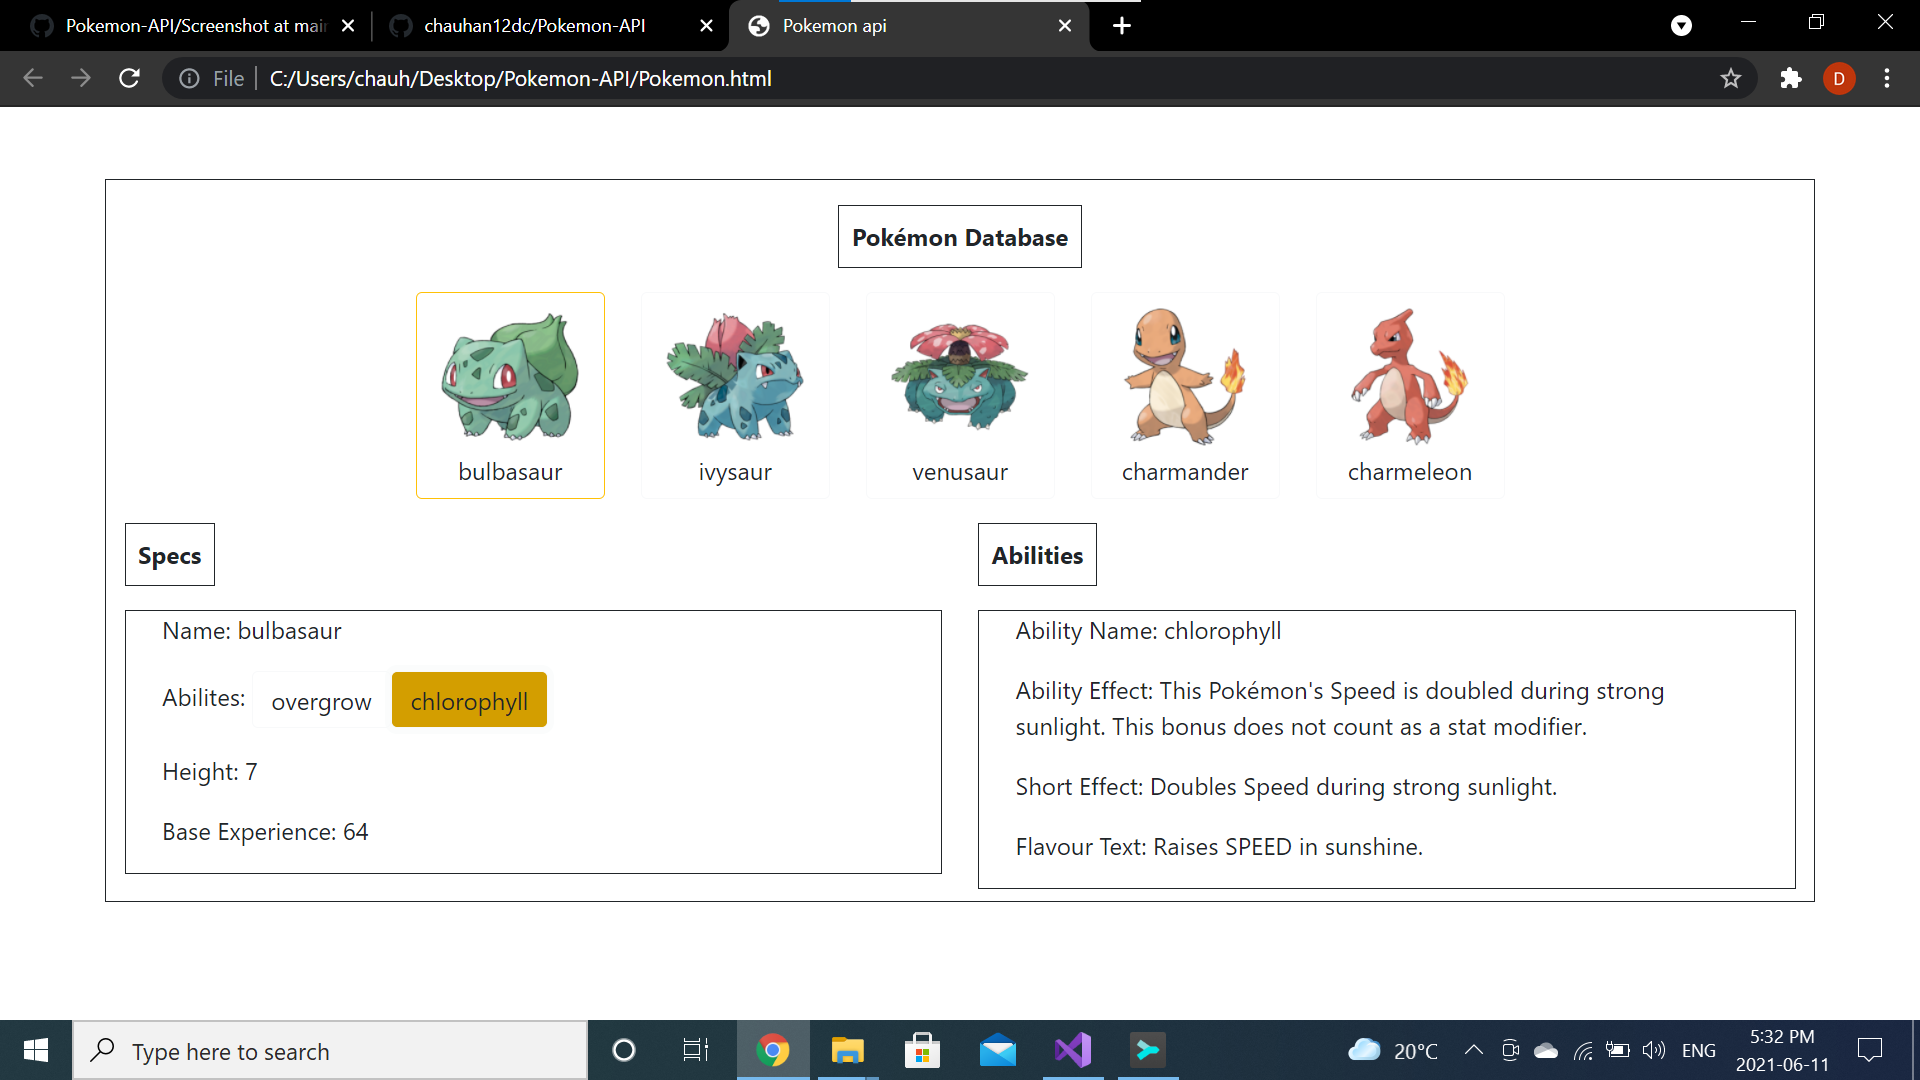 Pokemon-API/Screenshot at mai
chauhan12dc/Pokemon-API
Pokemon api
File
C:/Users/chauh/Desktop/Pokemon-API/Pokemon.html
D
Pokémon Database
bulbasaur
ivysaur
venusaur
charmander
charmeleon
Specs
Name: bulbasaur
Abilites: overgrow chlorophyll
Height: 7
Base Experience: 64
Abilities
Ability Name: chlorophyll
Ability Effect: This Pokémon's Speed is doubled during strong
sunlight. This bonus does not count as a stat modifier.
Short Effect: Doubles Speed during strong sunlight.
Flavour Text: Raises SPEED in sunshine.
Type here to search
20°C
ENG
5:32 PM
2021-06-11